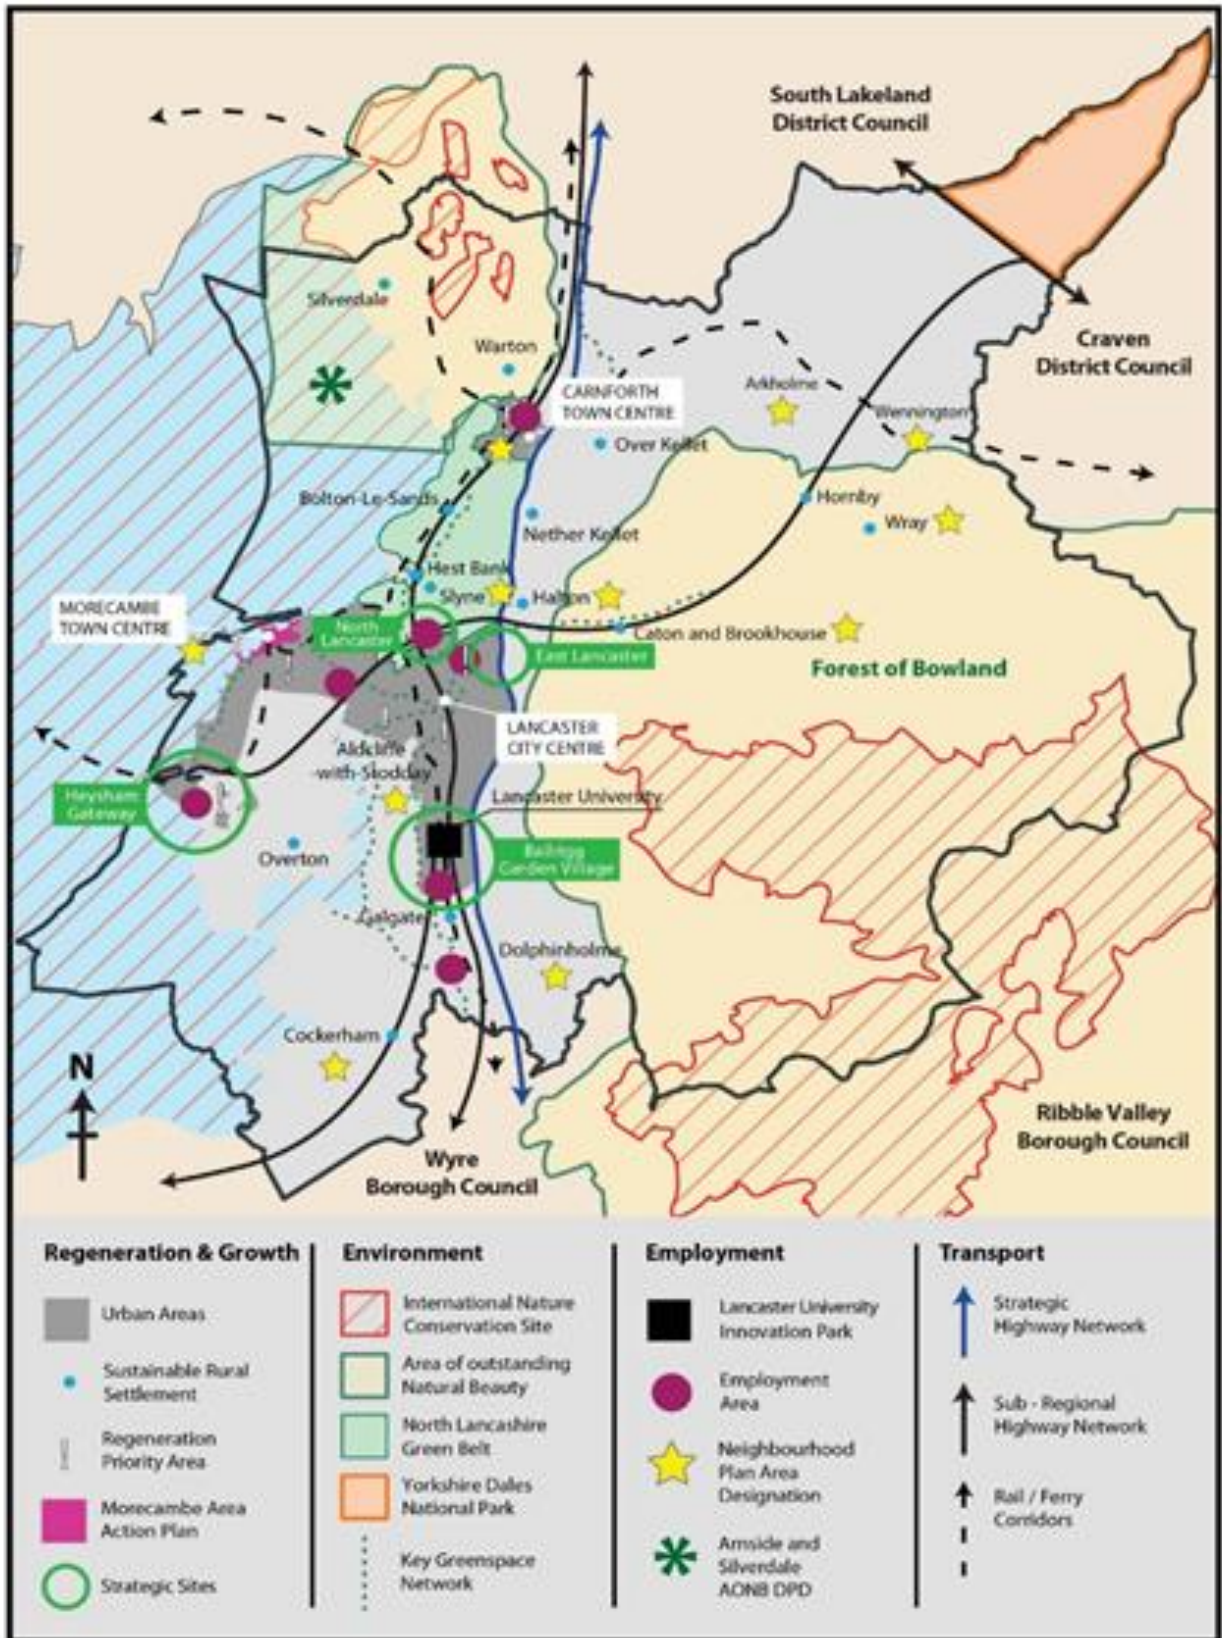 South Lakeland
District Council
Silverdale
Warton
CARNFORTH
TOWN CENTRE
Arkholme
Craven
District Council
Wennington
Over Kellet
Bolton-Le-Sands
Hornby
Nether Kellet
Wray
Hest Bank
Slyne
Halton
MORECAMBE
TOWN CENTRE
North
Lancaster
Caton and Brookhouse
East Lancaster
Forest of Bowland
LANCASTER
CITY CENTRE
Aldcliffe
-with-Stodday
Heysham
Gateway
Lancaster University
Overton
Bailrigg
Garden Village
Galgate
Dolphinholme
Cockerham
N
Ribble Valley
Borough Council
Wyre
Borough Council
Regeneration & Growth
Urban Areas
Sustainable Rural
Settlement
Regeneration
Priority Area
Morecambe Area
Action Plan
Strategic Sites
Environment
International Nature
Conservation Site
Area of outstanding
Natural Beauty
North Lancashire
Green Belt
Yorkshire Dales
National Park
Key Greenspace
Network
Employment
Lancaster University
Innovation Park
Employment
Area
Neighbourhood
Plan Area
Designation
Arnside and
Silverdale
AONB DPD
Transport
Strategic
Highway Network
Sub - Regional
Highway Network
Rail / Ferry
Corridors